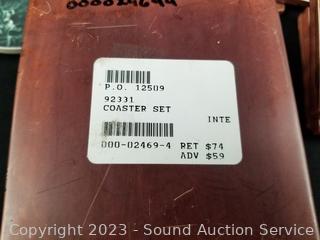 P.O. 12509
92331
COASTER SET
INTE
000-02469-4 RET $74
ADV $59
Copyright 2023 - Sound Auction Service